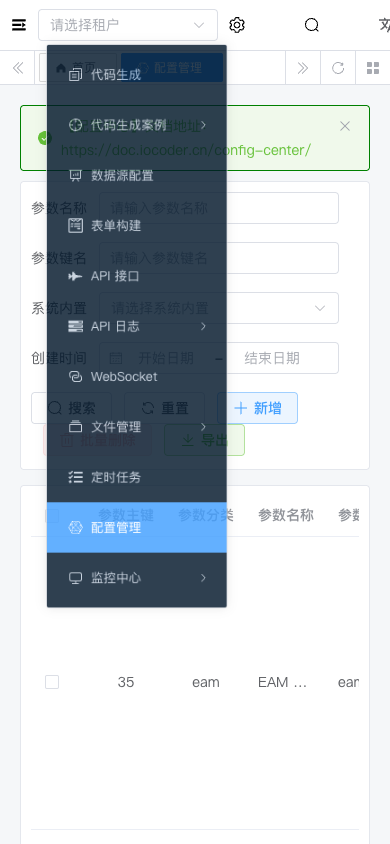 请选择租户
首页
配置管理
代码生成
代码生成案例
地址:
https://doc.iocoder.cn/config-center/
数据源配置
参数名称
请输入参数名称
表单构建
参数键名
请输入参数键名
API 接口
系统内置
请选择系统内置
API 日志
创建时间
开始日期
-
结束日期
WebSocket
搜索
重置
新增
文件管理
批量删除
导出
定时任务
参数主键
参数分类
参数名称
参数
配置管理
监控中心
35
eam
EAM ...
eam